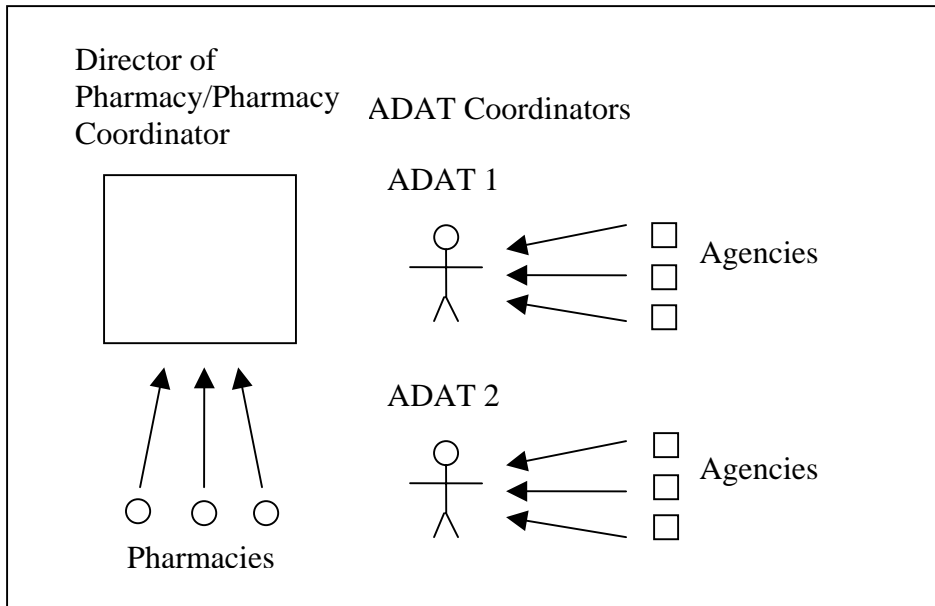 Director of
Pharmacy/Pharmacy
Coordinator
ADAT Coordinators
ADAT 1
Agencies
ADAT 2
Agencies
Pharmacies